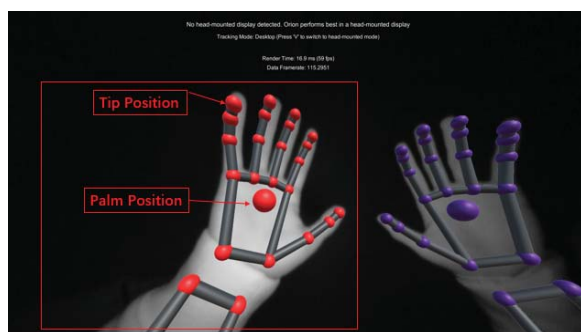 No head-mounted display detected. Orion performs best in a head-mounted display
Tracking Mode: Desktop (Press 'V' to switch to head-mounted mode)
Render Time: 16.9 ms (59 fps)
Data Framerate: 115.2951
Tip Position
Palm Position